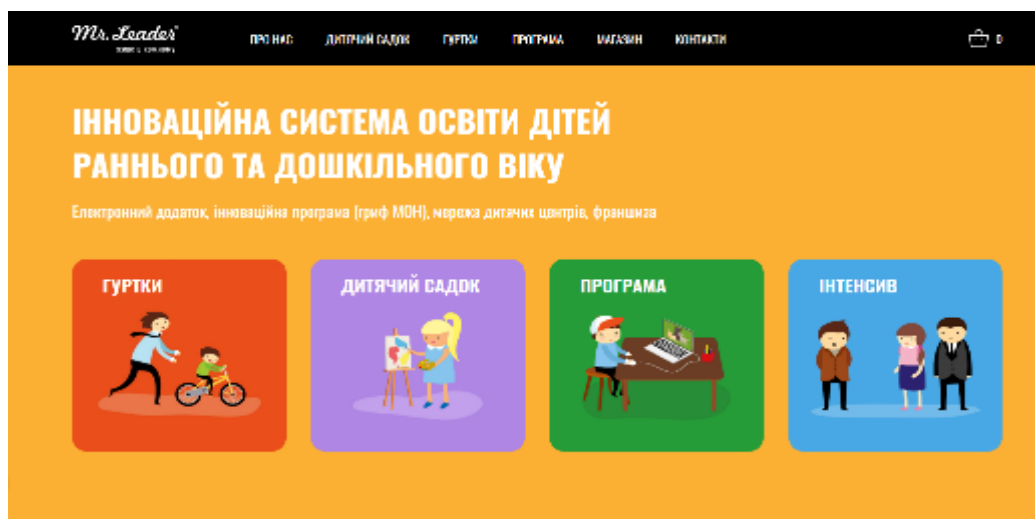 Mr. Leader
ПРО НАС ДИТЯЧИЙ САДОК ГУРТКИ ПРОГРАМА МАГАЗИН КОНТАКТИ 0
ІННОВАЦІЙНА СИСТЕМА ОСВІТИ ДІТЕЙ
РАННЬОГО ТА ДОШКІЛЬНОГО ВІКУ
Електронний додаток, інноваційна програма (гриф МОН), мережа дитячих центрів, франшиза
ГУРТКИ ДИТЯЧИЙ САДОК ПРОГРАМА ІНТЕНСИВ